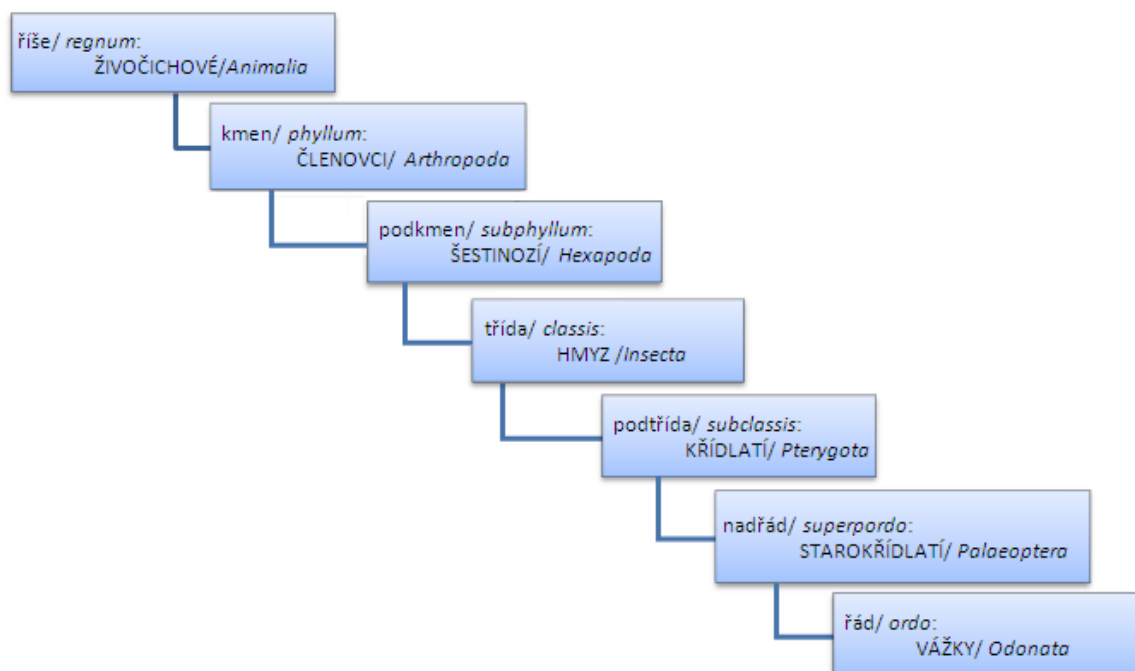 říše/ regnum:
ŽIVOČICHOVÉ/Animalia
kmen/ phyllum:
ČLENOVCI/ Arthropoda
podkmen/ subphyllum:
ŠESTINOZÍ/ Hexapoda
třída/ classis:
HMYZ /Insecta
podtřída/ subclassis:
KŘÍDLATÍ/ Pterygota
nadřád/ superpordo:
STAROKŘÍDLATÍ/ Palaeoptera
řád/ ordo:
VÁŽKY/ Odonata